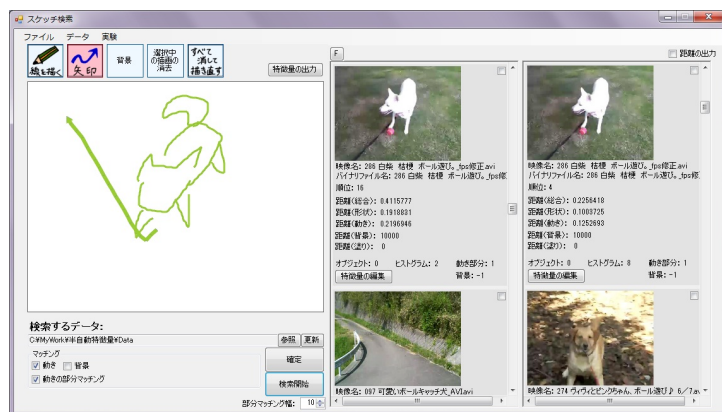 スケッチ検索
ファイル データ 実験
線を描く
矢印
背景
選択中
の描画の
消去
すべて
消して
描き直す
特徴量の出力
F
距離の出力
映像名: 286 白柴 桔梗 ボール遊び。_fps修正.avi
バイナリファイル名: 286 白柴 桔梗 ボール遊び。_fps修
順位: 16
距離(総合): 0.4115777
距離(形状): 0.1918831
距離(動き): 0.2196946
距離(背景): 10000
距離(塗り): 0
オブジェクト: 0 ヒストグラム: 2 動き部分: 1
特徴量の編集 背景: -1
映像名: 097 可愛いボールキャッチ犬_AVI.avi
映像名: 286 白柴 桔梗 ボール遊び。_fps修正.avi
バイナリファイル名: 286 白柴 桔梗 ボール遊び。_fps修
順位: 4
距離(総合): 0.2256418
距離(形状): 0.1003725
距離(動き): 0.1252693
距離(背景): 10000
距離(塗り): 0
オブジェクト: 0 ヒストグラム: 8 動き部分: 1
特徴量の編集 背景: -1
映像名: 274 ヴィヴィとピンクちゃん、ボール遊び♪ 6/7.av
検索するデータ:
C:¥MyWork¥半自動特徴量¥Data
参照 更新
マッチング
動き 背景
動きの部分マッチング
確定
検索開始
部分マッチング幅: 10